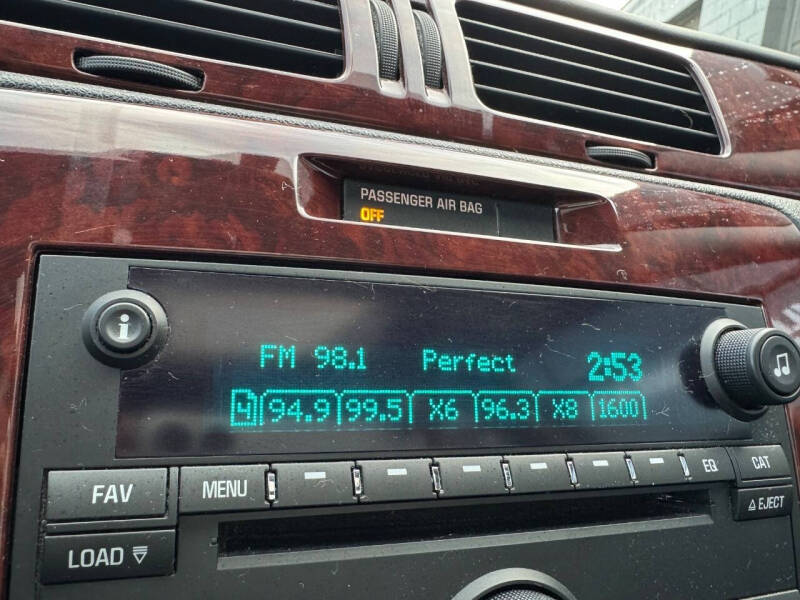 PASSENGER AIR BAG
OFF
i
FM 98.1 Perfect 2:53
4 94.9 99.5 X6 96.3 X8 1600
FAV MENU EQ CAT
LOAD EJECT